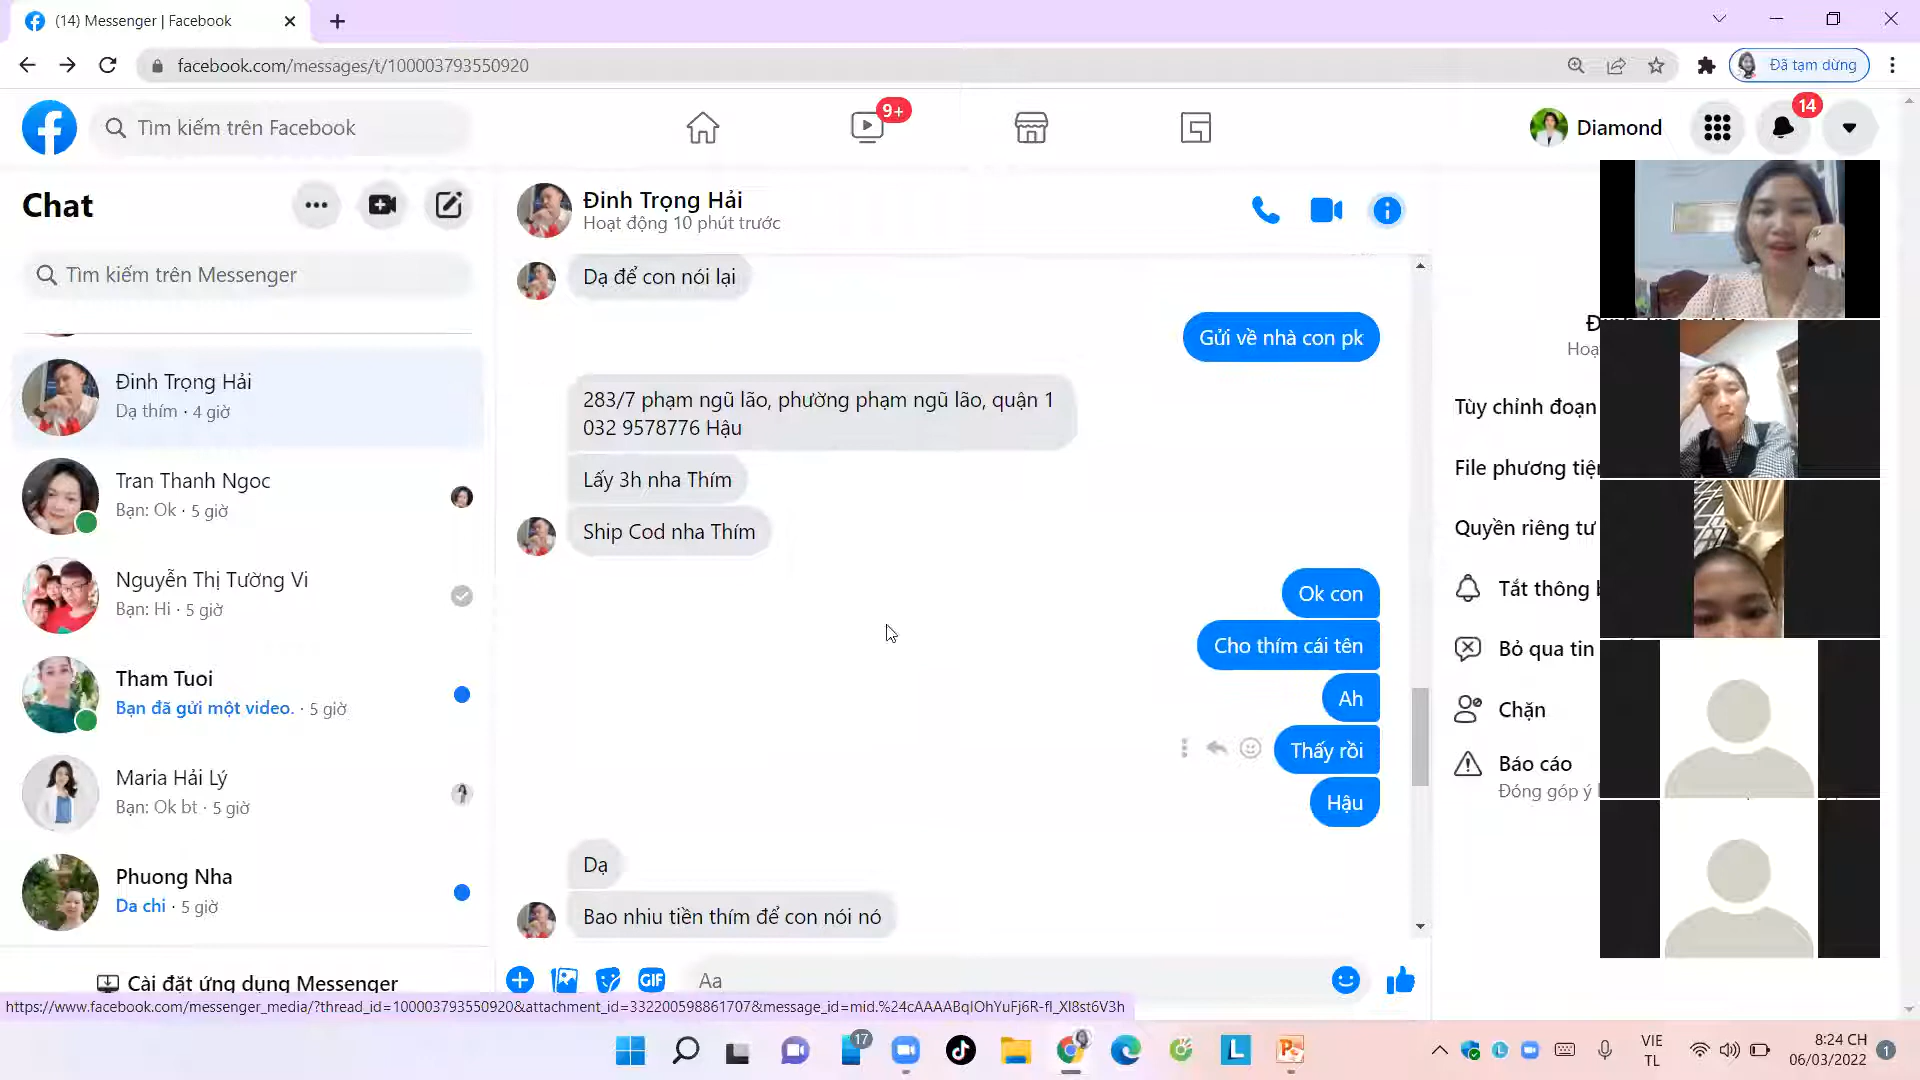 (14) Messenger | Facebook
facebook.com/messages/t/100003793550920
Đã tạm dừng
Tìm kiếm trên Facebook
9+
Diamond
14
Chat
Tìm kiếm trên Messenger
Đinh Trọng Hải
Dạ thím · 4 giờ
Tran Thanh Ngoc
Bạn: Ok · 5 giờ
Nguyễn Thị Tường Vi
Bạn: Hi · 5 giờ
Tham Tuoi
Bạn đã gửi một video. · 5 giờ
Maria Hải Lý
Bạn: Ok bt · 5 giờ
Phuong Nha
Da chi · 5 giờ
Cài đặt ứng dụng Messenger
Đinh Trọng Hải
Hoạt động 10 phút trước
Dạ để con nói lại
Gửi về nhà con pk
283/7 phạm ngũ lão, phường phạm ngũ lão, quận 1
032 9578776 Hậu
Lấy 3h nha Thím
Ship Cod nha Thím
Ok con
Cho thím cái tên
Ah
Thấy rồi
Hậu
Dạ
Bao nhiu tiền thím để con nói nó
GIF
Aa
Tùy chỉnh đoạn
File phương tiện
Quyền riêng tư
Tắt thông
Bỏ qua tin
Chặn
Báo cáo
Đóng góp ý
https://www.facebook.com/messenger_media/?thread_id=100003793550920&attachment_id=332200598861707&message_id=mid.%24cAAAABqIOhYuFj6R-fl_Xl8st6V3h
17
VIE
TL
8:24 CH
06/03/2022
1